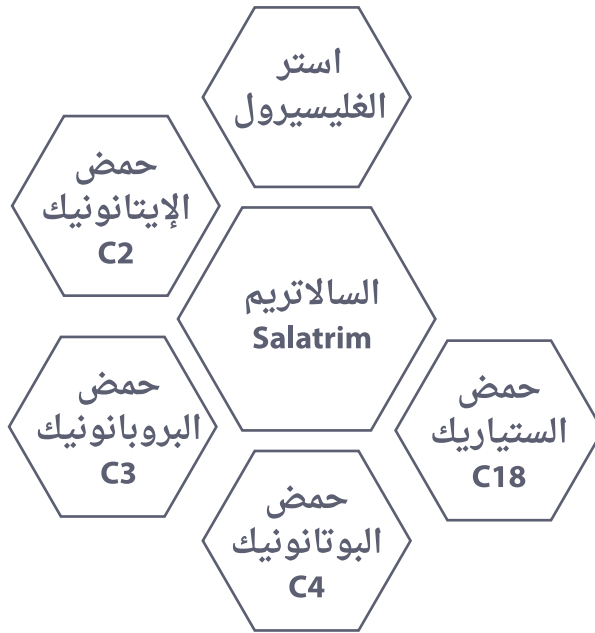 استر
الغليسيرول
حمض
الإيتانونيك
C2
السالاتريم
Salatrim
حمض
البروبانونيك
C3
حمض
الستياريك
C18
حمض
البوتانونيك
C4